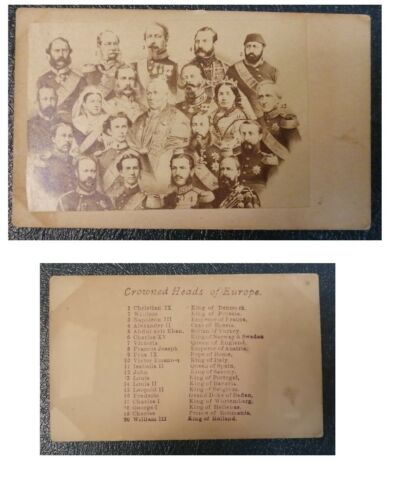 Crowned Heads of Europe.
1 Christian IX King of Denmark.
2 William King of Prussia.
3 Napoleon III Emperor of France.
4 Alexander II Czar of Russia.
5 Abdul Aziz Khan, Sultan of Turkey.
6 Charles XV King of Norway & Sweden
7 Victoria Queen of England.
8 Francis Joseph Emperor of Austria.
9 Pius IX Pope of Rome.
10 Victor King of Italy.
11 Isabella II Queen of Spain.
12 John King of Saxony.
13 Louis King of Portugal.
14 Louis II King of Bavaria.
15 Leopold II King of Belgium.
16 Frederic Grand Duke of Baden.
17 Charles I King of Wurtemberg.
18 George I King of Hellenes.
19 Charles Prince of Roumania.
20 William III King of Holland.